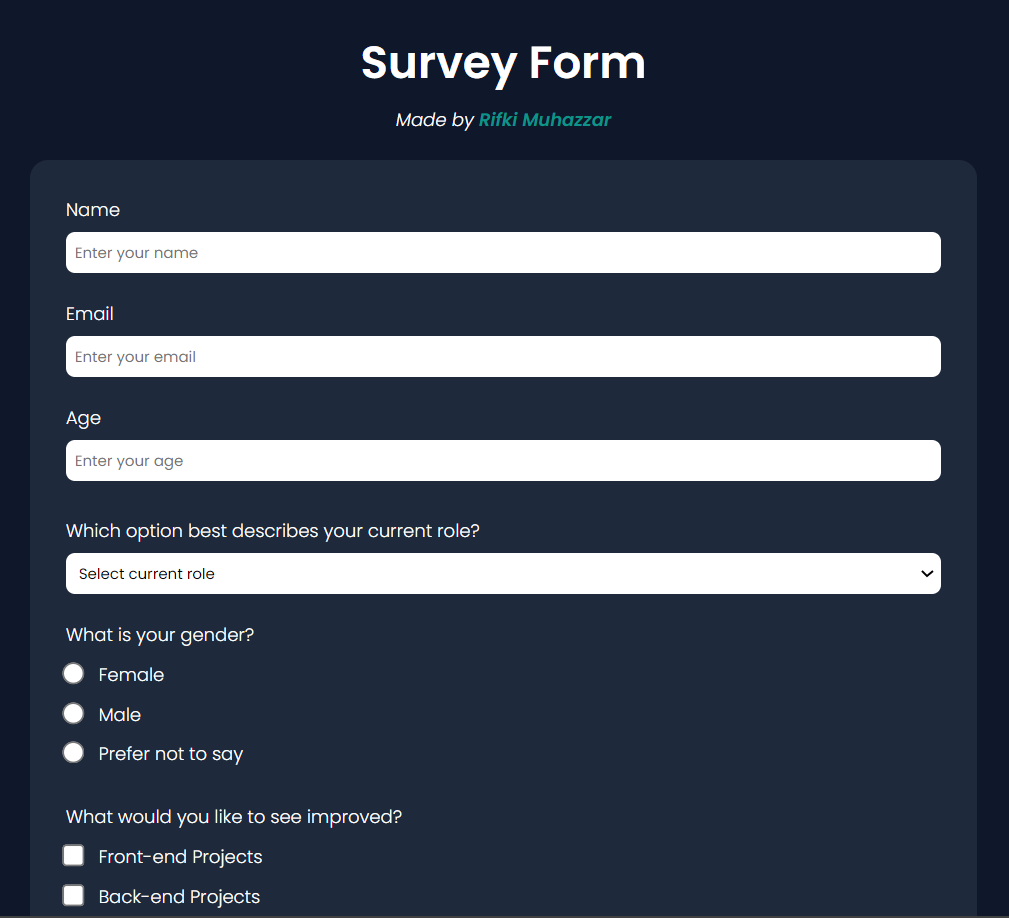 Survey Form
Made by Rifki Muhazzar
Name
Enter your name
Email
Enter your email
Age
Enter your age
Which option best describes your current role?
Select current role
What is your gender?
Female
Male
Prefer not to say
What would you like to see improved?
Front-end Projects
Back-end Projects